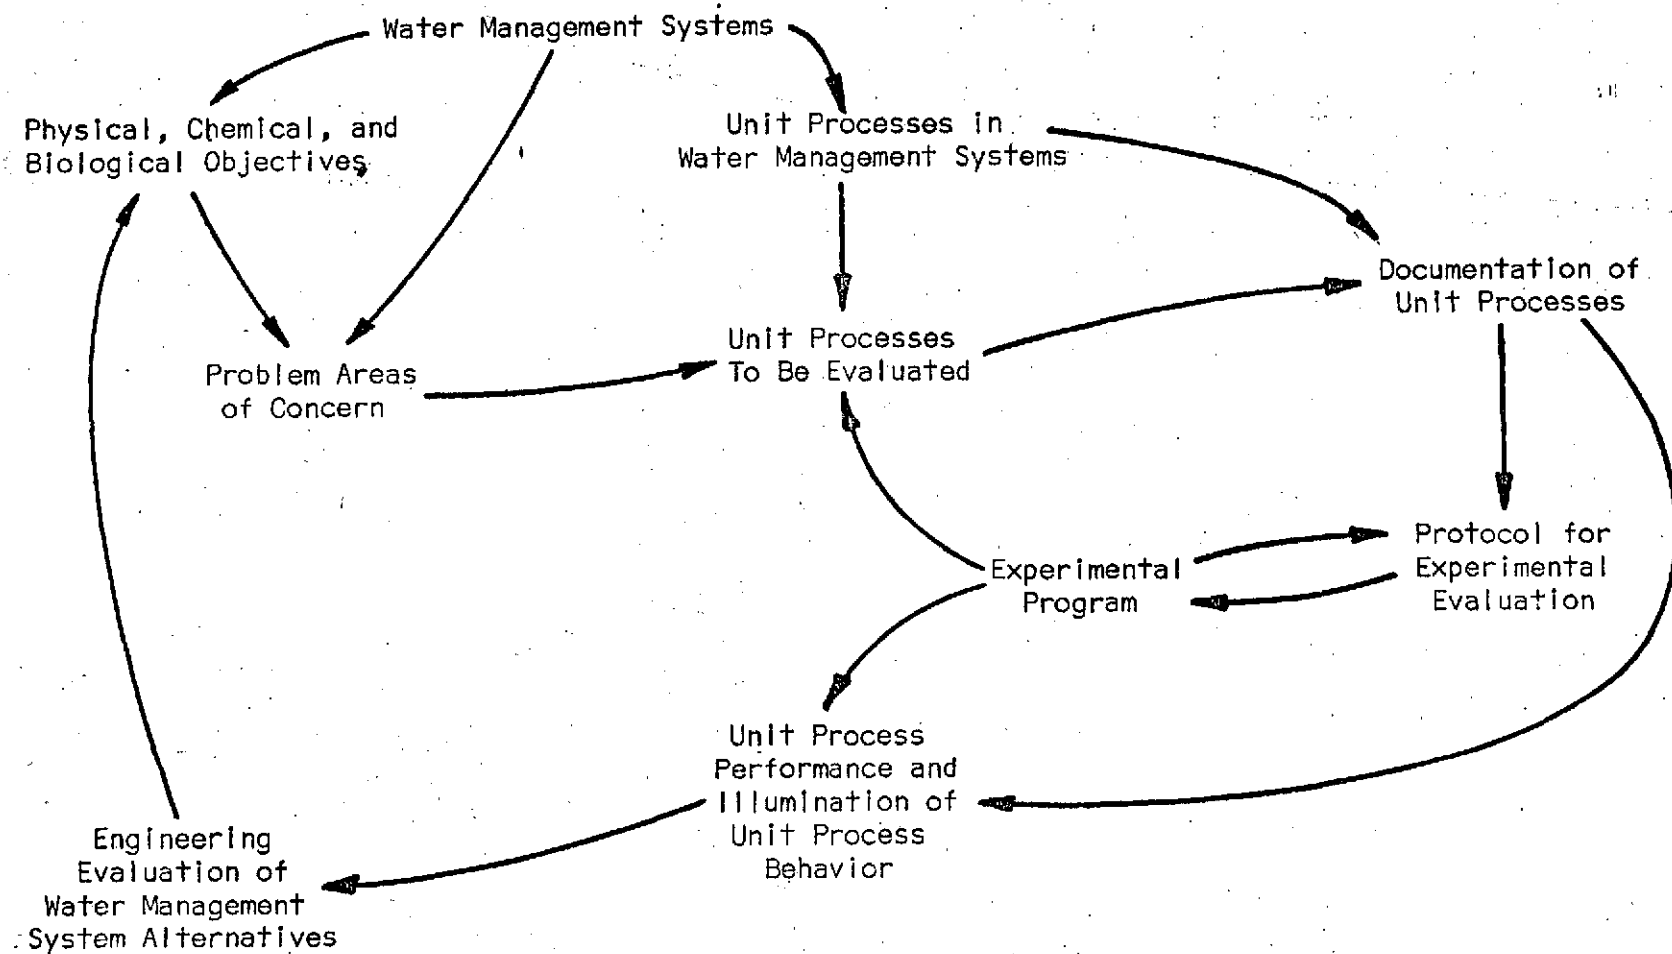 Water Management Systems
Physical, Chemical, and
Biological Objectives
Unit Processes in
Water Management Systems
Documentation of
Unit Processes
Unit Processes
To Be Evaluated
Problem Areas
of Concern
Protocol for
Experimental
Evaluation
Experimental
Program
Unit Process
Performance and
Illumination of
Unit Process
Behavior
Engineering
Evaluation of
Water Management
System Alternatives